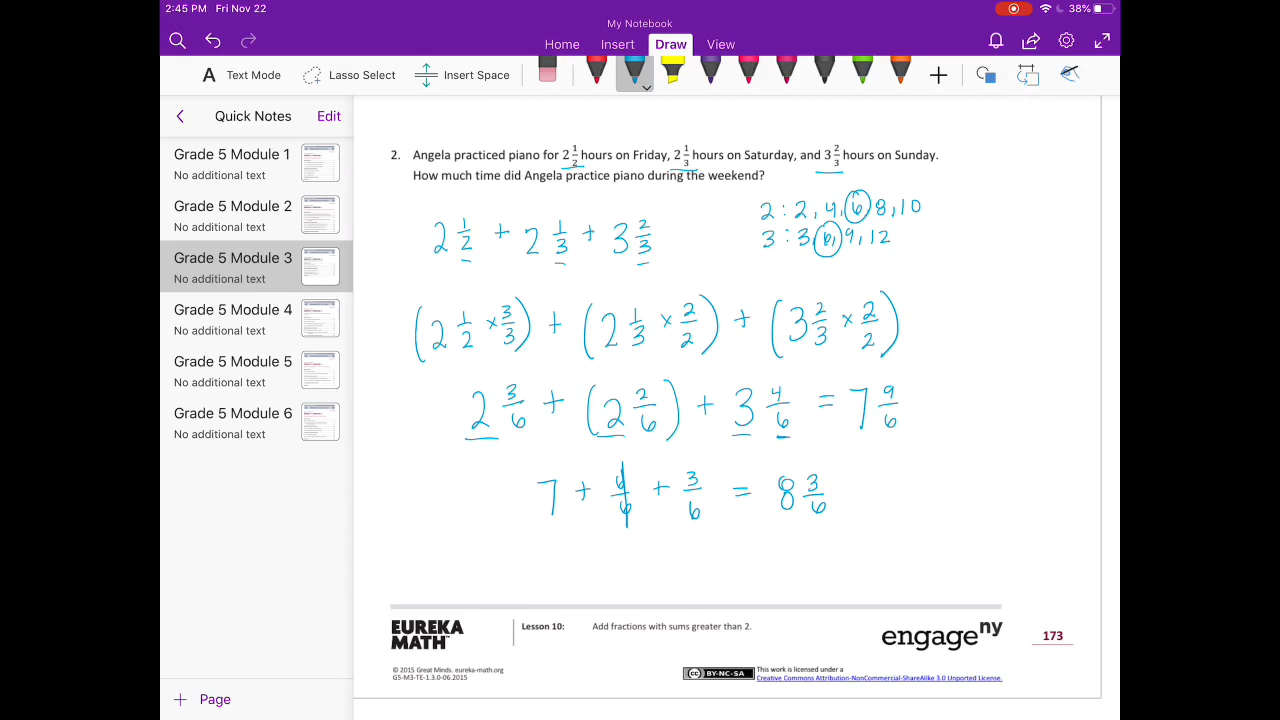 2:45 PM Fri Nov 22
38%
My Notebook
Home Insert Draw View
A Text Mode Lasso Select Insert Space
Quick Notes Edit
Grade 5 Module 1
No additional text
Grade 5 Module 2
No additional text
Grade 5 Module 3
No additional text
Grade 5 Module 4
No additional text
Grade 5 Module 5
No additional text
Grade 5 Module 6
No additional text
+ Page
2. Angela practiced piano for 2 1/2 hours on Friday, 2 1/3 hours on Saturday, and 3 2/3 hours on Sunday.
How much time did Angela practice piano during the weekend?
2 : 2, 4, 6, 8, 10
3 : 3, 6, 9, 12
2 1/2 + 2 1/3 + 3 2/3
(2 1/2 × 3/3) + (2 1/3 × 2/2) + (3 2/3 × 2/2)
2 3/6 + (2 2/6) + 3 4/6 = 7 9/6
7 + 6/6 + 3/6 = 8 3/6
EUREKA
MATH™
Lesson 10: Add fractions with sums greater than 2.
engageny
173
© 2015 Great Minds. eureka-math.org
G5-M3-TE-1.3.0-06.2015
cc BY-NC-SA
This work is licensed under a
Creative Commons Attribution-NonCommercial-ShareAlike 3.0 Unported License.